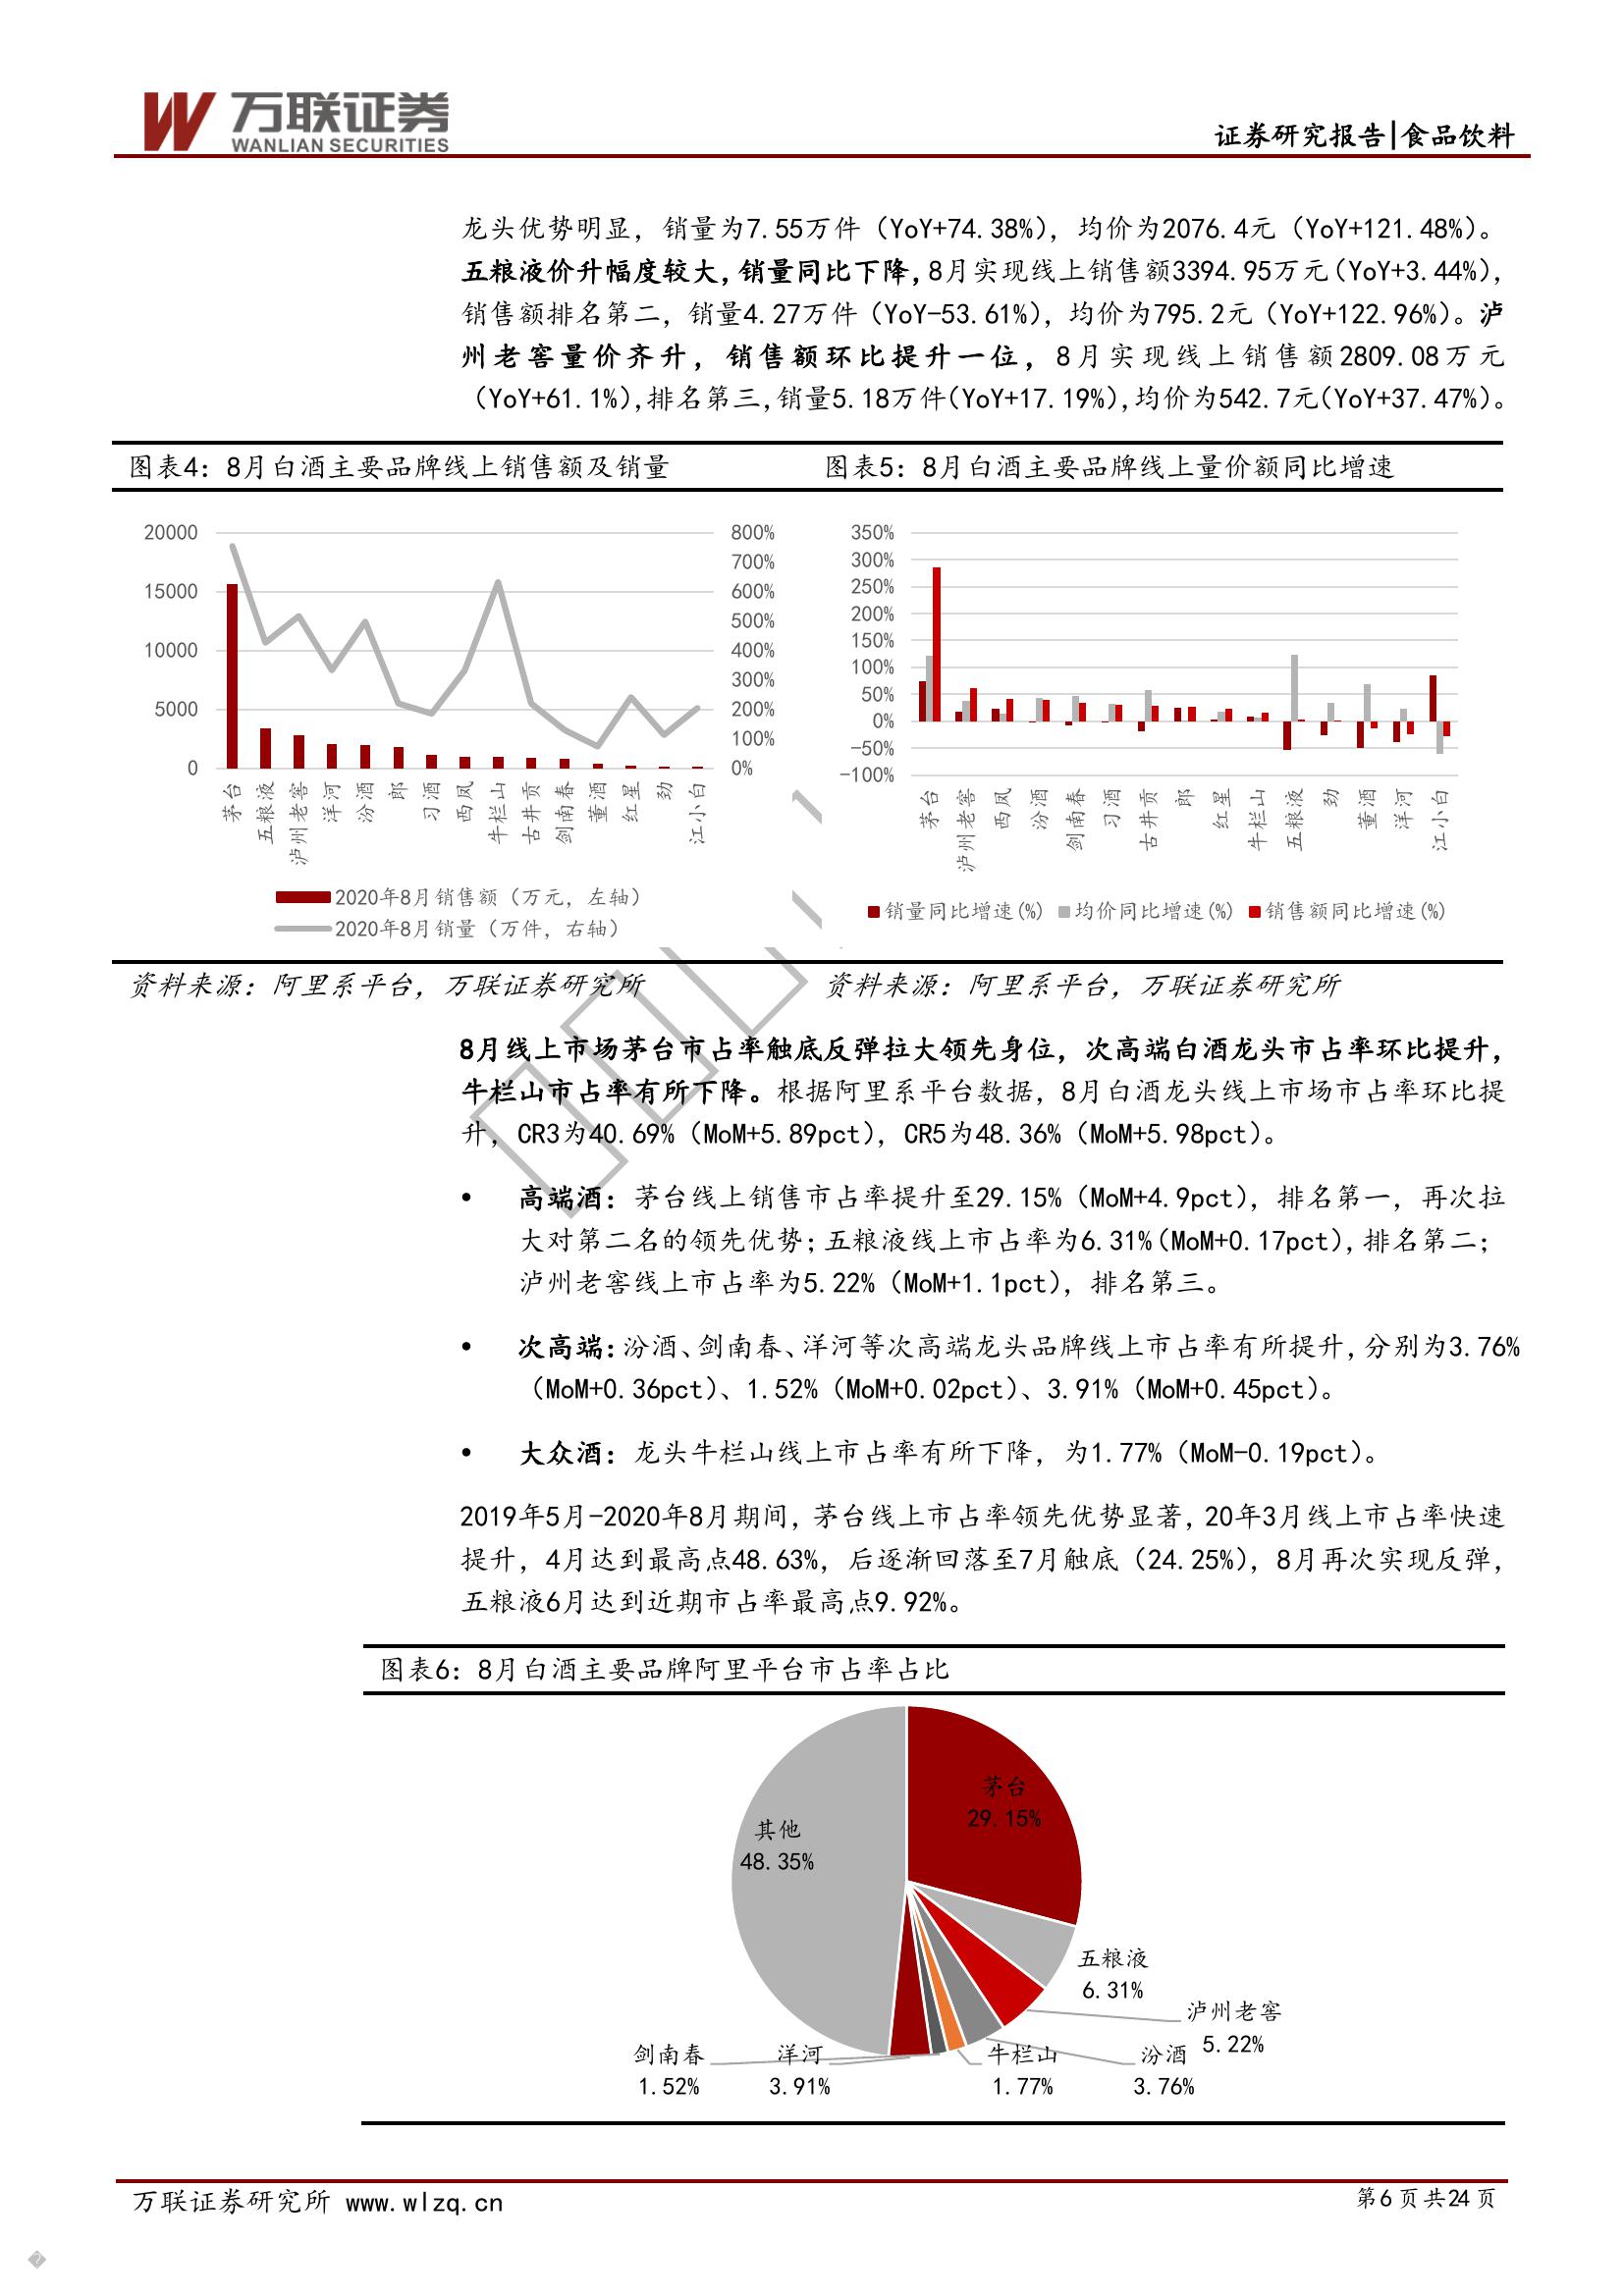 万联证券
WANLIAN SECURITIES
证券研究报告|食品饮料
龙头优势明显，销量为7.55万件（YoY+74.38%），均价为2076.4元（YoY+121.48%）。
五粮液价升幅度较大，销量同比下降，8月实现线上销售额3394.95万元（YoY+3.44%），
销售额排名第二，销量4.27万件（YoY-53.61%），均价为795.2元（YoY+122.96%）。泸
州老窖量价齐升，销售额环比提升一位，8月实现线上销售额2809.08万元
（YoY+61.1%），排名第三，销量5.18万件（YoY+17.19%），均价为542.7元（YoY+37.47%）。
图表4：8月白酒主要品牌线上销售额及销量
图表5：8月白酒主要品牌线上量价额同比增速
20000
15000
10000
5000
0
800%
700%
600%
500%
400%
300%
200%
100%
0%
茅台
五粮液
泸州老窖
洋河
汾酒
郎
习酒
西凤
牛栏山
古井贡
剑南春
董酒
红星
劲
江小白
2020年8月销售额（万元，左轴）
2020年8月销量（万件，右轴）
350%
300%
250%
200%
150%
100%
50%
0%
-50%
-100%
茅台
泸州老窖
西凤
汾酒
剑南春
习酒
古井贡
郎
红星
牛栏山
五粮液
劲
董酒
洋河
江小白
销量同比增速(%)
均价同比增速(%)
销售额同比增速(%)
资料来源：阿里系平台，万联证券研究所
资料来源：阿里系平台，万联证券研究所
8月线上市场茅台市占率触底反弹拉大领先身位，次高端白酒龙头市占率环比提升，
牛栏山市占率有所下降。根据阿里系平台数据，8月白酒龙头线上市场市占率环比提
升，CR3为40.69%（MoM+5.89pct），CR5为48.36%（MoM+5.98pct）。
• 高端酒：茅台线上销售市占率提升至29.15%（MoM+4.9pct），排名第一，再次拉
大对第二名的领先优势；五粮液线上市占率为6.31%（MoM+0.17pct），排名第二；
泸州老窖线上市占率为5.22%（MoM+1.1pct），排名第三。
• 次高端：汾酒、剑南春、洋河等次高端龙头品牌线上市占率有所提升，分别为3.76%
（MoM+0.36pct）、1.52%（MoM+0.02pct）、3.91%（MoM+0.45pct）。
• 大众酒：龙头牛栏山线上市占率有所下降，为1.77%（MoM-0.19pct）。
2019年5月-2020年8月期间，茅台线上市占率领先优势显著，20年3月线上市占率快速
提升，4月达到最高点48.63%，后逐渐回落至7月触底（24.25%），8月再次实现反弹，
五粮液6月达到近期市占率最高点9.92%。
图表6：8月白酒主要品牌阿里平台市占率占比
茅台
29.15%
其他
48.35%
五粮液
6.31%
泸州老窖
5.22%
剑南春
1.52%
洋河
3.91%
牛栏山
1.77%
汾酒
3.76%
万联证券研究所 www.wlzq.cn
第6页共24页